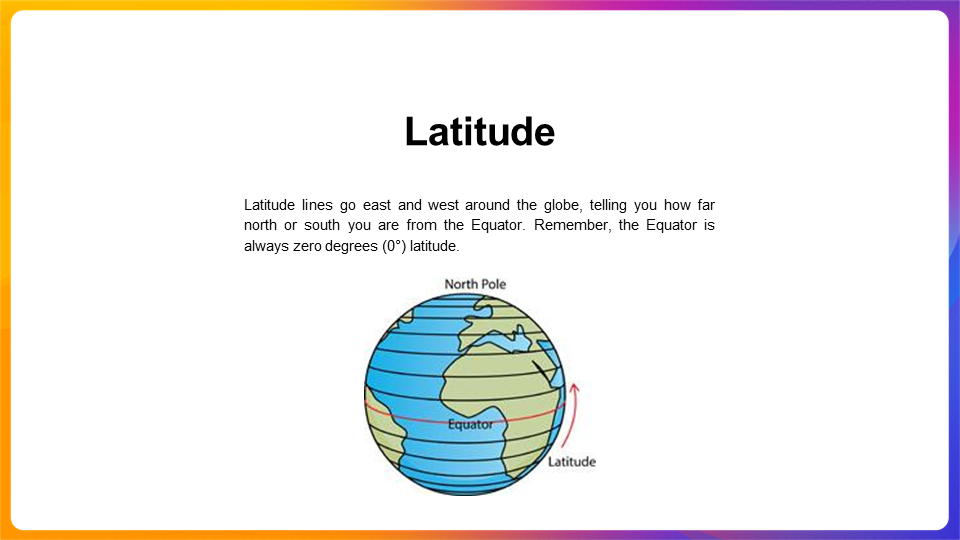 Latitude
Latitude lines go east and west around the globe, telling you how far
north or south you are from the Equator. Remember, the Equator is
always zero degrees (0°) latitude.
North Pole
Equator
Latitude